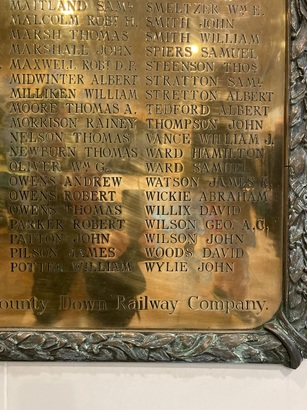 MAITLAND SAML SMELTZER WM E.
MALCOLM ROBT H. SMITH JOHN
MARSH THOMAS SMITH WILLIAM
MARSHALL JOHN SPIERS SAMUEL
MAXWELL ROBT D.F. STEENSON THOS
MIDWINTER ALBERT STRATTON SAML
MILLIKEN WILLIAM STRETTON ALBERT
MOORE THOMAS A. TEDFORD ALBERT
MORRISON RAINEY THOMPSON JOHN
NELSON THOMAS VANCE WILLIAM J.
NEWBURN THOMAS WARD HAMILTON
OLIVER WM G. WARD SAMUEL
OWENS ANDREW WATSON JAMES
OWENS ROBERT WICKIE ABRAHAM
OWENS THOMAS WILLIX DAVID
PARKER ROBERT WILSON GEO. A.C.
PATTON JOHN WILSON JOHN
PILSON JAMES WOODS DAVID
POTTER WILLIAM WYLIE JOHN
County Down Railway Company.